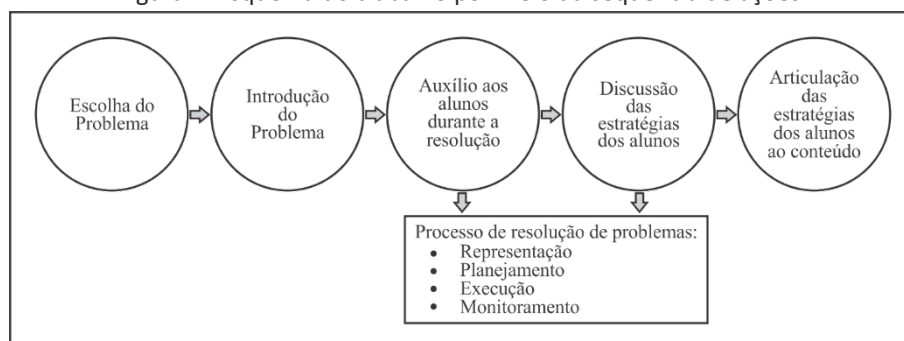 Escolha do
Problema
Introdução
do
Problema
Auxílio aos
alunos
durante a
resolução
Discussão
das
estratégias
dos alunos
Articulação
das
estratégias
dos alunos
ao conteúdo
Processo de resolução de problemas:
• Representação
• Planejamento
• Execução
• Monitoramento